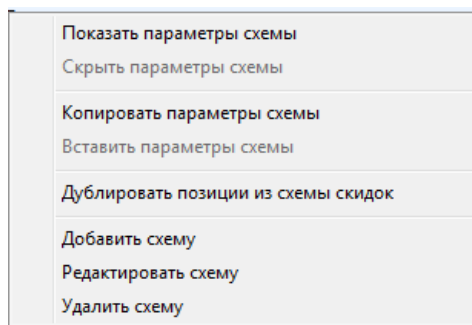 Показать параметры схемы
Скрыть параметры схемы
Копировать параметры схемы
Вставить параметры схемы
Дублировать позиции из схемы скидок
Добавить схему
Редактировать схему
Удалить схему